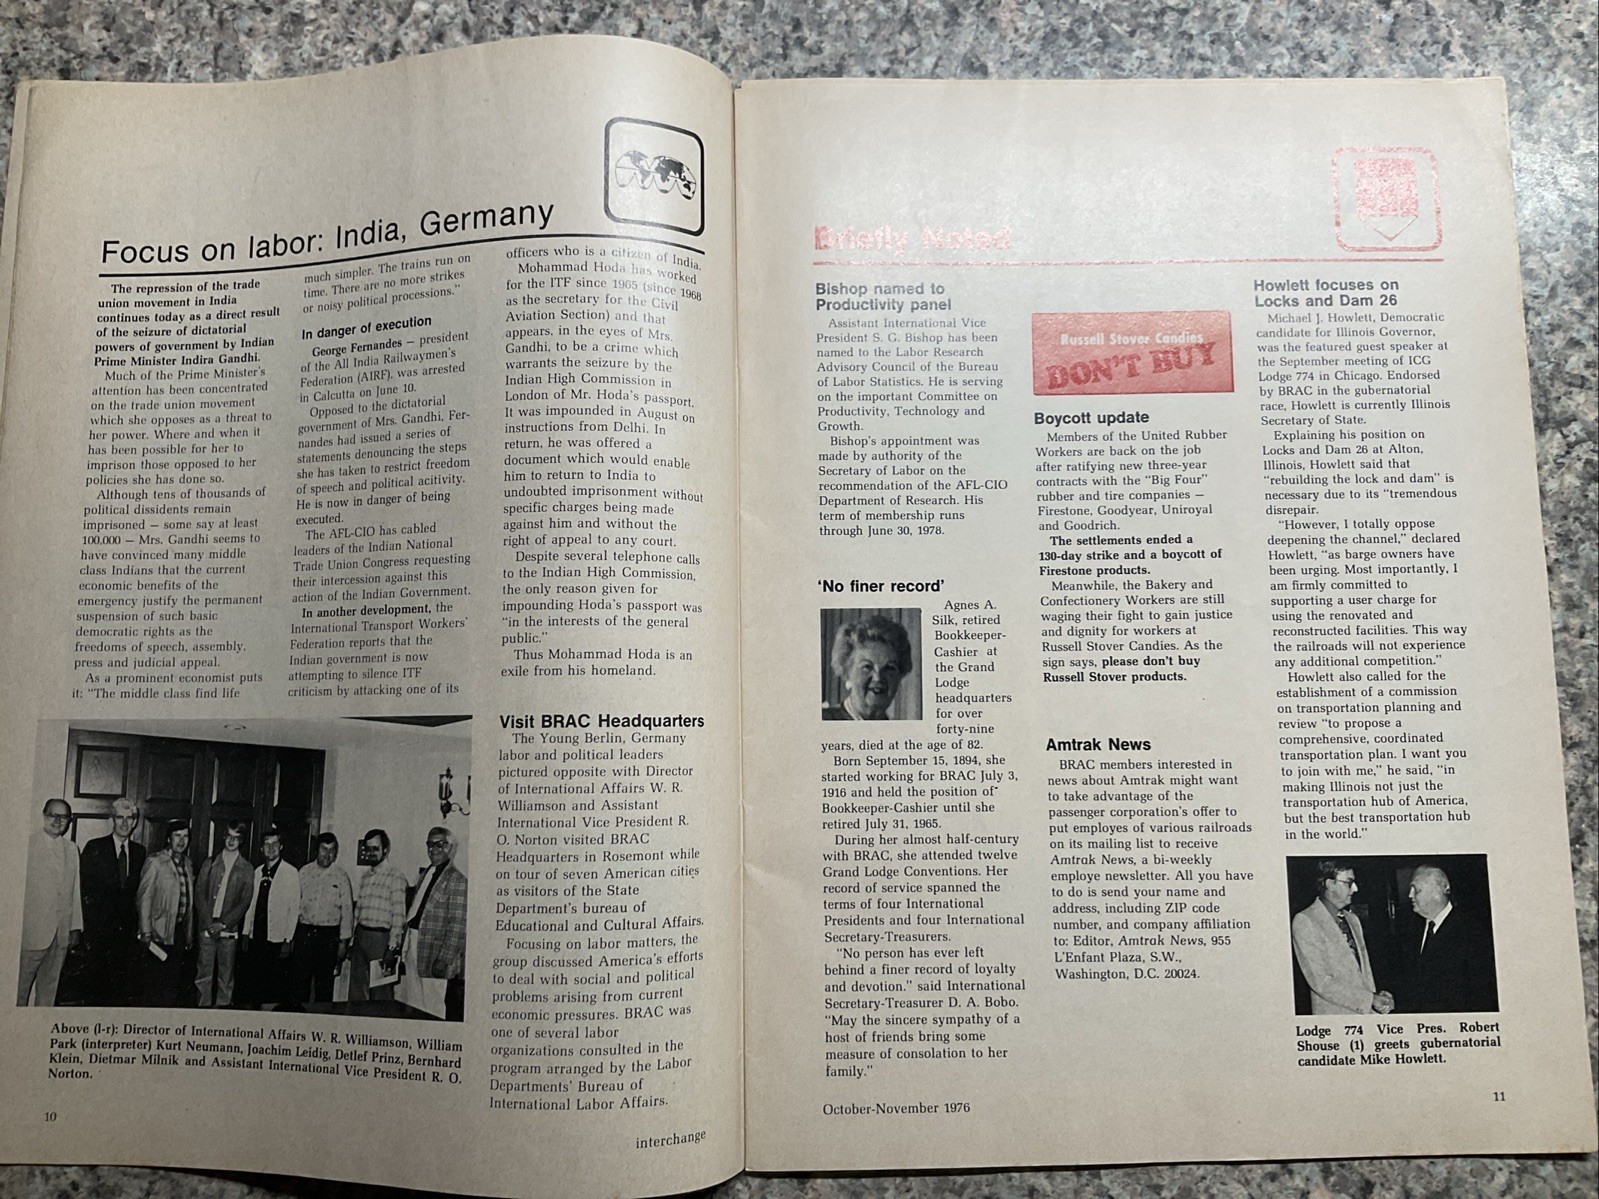 Focus on labor: India, Germany
The repression of the trade
union movement in India
continues today as a direct result
of the seizure of dictatorial
powers of government by Indian
Prime Minister Indira Gandhi.
Much of the Prime Minister's
attention has been concentrated
on the trade union movement
which she opposes as a threat to
her power. Where and when it
has been possible for her to
imprison those opposed to her
policies she has done so.
Although tens of thousands of
political dissidents remain
imprisoned — some say at least
100,000 — Mrs. Gandhi seems to
have convinced many middle
class Indians that the current
economic benefits of the
emergency justify the permanent
suspension of such basic
democratic rights as the
freedoms of speech, assembly,
press and judicial appeal.
As a prominent economist puts
it: "The middle class find life
much simpler. The trains run on
time. There are no more strikes
or noisy political processions."
In danger of execution
George Fernandes — president
of the All India Railwaymen's
Federation (AIRF), was arrested
in Calcutta on June 10.
Opposed to the dictatorial
government of Mrs. Gandhi, Fer-
nandes had issued a series of
statements denouncing the steps
she has taken to restrict freedom
of speech and political acitivity.
He is now in danger of being
executed.
The AFL-CIO has cabled
leaders of the Indian National
Trade Union Congress requesting
their intercession against this
action of the Indian Government.
In another development, the
International Transport Workers'
Federation reports that the
Indian government is now
attempting to silence ITF
criticism by attacking one of its
officers who is a citizen of India.
Mohammad Hoda has worked
for the ITF since 1965 (since 1968
as the secretary for the Civil
Aviation Section) and that
appears, in the eyes of Mrs.
Gandhi, to be a crime which
warrants the seizure by the
Indian High Commission in
London of Mr. Hoda's passport.
It was impounded in August on
instructions from Delhi. In
return, he was offered a
document which would enable
him to return to India to
undoubted imprisonment without
specific charges being made
against him and without the
right of appeal to any court.
Despite several telephone calls
to the Indian High Commission,
the only reason given for
impounding Hoda's passport was
"in the interests of the general
public."
Thus Mohammad Hoda is an
exile from his homeland.
Visit BRAC Headquarters
The Young Berlin, Germany
labor and political leaders
pictured opposite with Director
of International Affairs W. R.
Williamson and Assistant
International Vice President R.
O. Norton visited BRAC
Headquarters in Rosemont while
on tour of seven American cities
as visitors of the State
Department's bureau of
Educational and Cultural Affairs.
Focusing on labor matters, the
group discussed America's efforts
to deal with social and political
problems arising from current
economic pressures. BRAC was
one of several labor
organizations consulted in the
program arranged by the Labor
Departments' Bureau of
International Labor Affairs.
Above (l-r): Director of International Affairs W. R. Williamson, William
Park (interpreter) Kurt Neumann, Joachim Leidig, Detlef Prinz, Bernhard
Klein, Dietmar Milnik and Assistant International Vice President R. O.
Norton.
10
interchange
Briefly Noted
Bishop named to
Productivity panel
Assistant International Vice
President S. G. Bishop has been
named to the Labor Research
Advisory Council of the Bureau
of Labor Statistics. He is serving
on the important Committee on
Productivity, Technology and
Growth.
Bishop's appointment was
made by authority of the
Secretary of Labor on the
recommendation of the AFL-CIO
Department of Research. His
term of membership runs
through June 30, 1978.
'No finer record'
Agnes A.
Silk, retired
Bookkeeper-
Cashier at
the Grand
Lodge
headquarters
for over
forty-nine
years, died at the age of 82.
Born September 15, 1894, she
started working for BRAC July 3,
1916 and held the position of
Bookkeeper-Cashier until she
retired July 31, 1965.
During her almost half-century
with BRAC, she attended twelve
Grand Lodge Conventions. Her
record of service spanned the
terms of four International
Presidents and four International
Secretary-Treasurers.
"No person has ever left
behind a finer record of loyalty
and devotion." said International
Secretary-Treasurer D. A. Bobo.
"May the sincere sympathy of a
host of friends bring some
measure of consolation to her
family."
Russell Stover Candies
DON'T BUY
Boycott update
Members of the United Rubber
Workers are back on the job
after ratifying new three-year
contracts with the "Big Four"
rubber and tire companies —
Firestone, Goodyear, Uniroyal
and Goodrich.
The settlements ended a
130-day strike and a boycott of
Firestone products.
Meanwhile, the Bakery and
Confectionery Workers are still
waging their fight to gain justice
and dignity for workers at
Russell Stover Candies. As the
sign says, please don't buy
Russell Stover products.
Amtrak News
BRAC members interested in
news about Amtrak might want
to take advantage of the
passenger corporation's offer to
put employes of various railroads
on its mailing list to receive
Amtrak News, a bi-weekly
employe newsletter. All you have
to do is send your name and
address, including ZIP code
number, and company affiliation
to: Editor, Amtrak News, 955
L'Enfant Plaza, S.W.,
Washington, D.C. 20024.
Howlett focuses on
Locks and Dam 26
Michael J. Howlett, Democratic
candidate for Illinois Governor,
was the featured guest speaker at
the September meeting of ICG
Lodge 774 in Chicago. Endorsed
by BRAC in the gubernatorial
race, Howlett is currently Illinois
Secretary of State.
Explaining his position on
Locks and Dam 26 at Alton,
Illinois, Howlett said that
"rebuilding the lock and dam" is
necessary due to its "tremendous
disrepair.
"However, I totally oppose
deepening the channel," declared
Howlett, "as barge owners have
been urging. Most importantly, I
am firmly committed to
supporting a user charge for
using the renovated and
reconstructed facilities. This way
the railroads will not experience
any additional competition."
Howlett also called for the
establishment of a commission
on transportation planning and
review "to propose a
comprehensive, coordinated
transportation plan. I want you
to join with me," he said, "in
making Illinois not just the
transportation hub of America,
but the best transportation hub
in the world."
Lodge 774 Vice Pres. Robert
Shouse (1) greets gubernatorial
candidate Mike Howlett.
October-November 1976
11